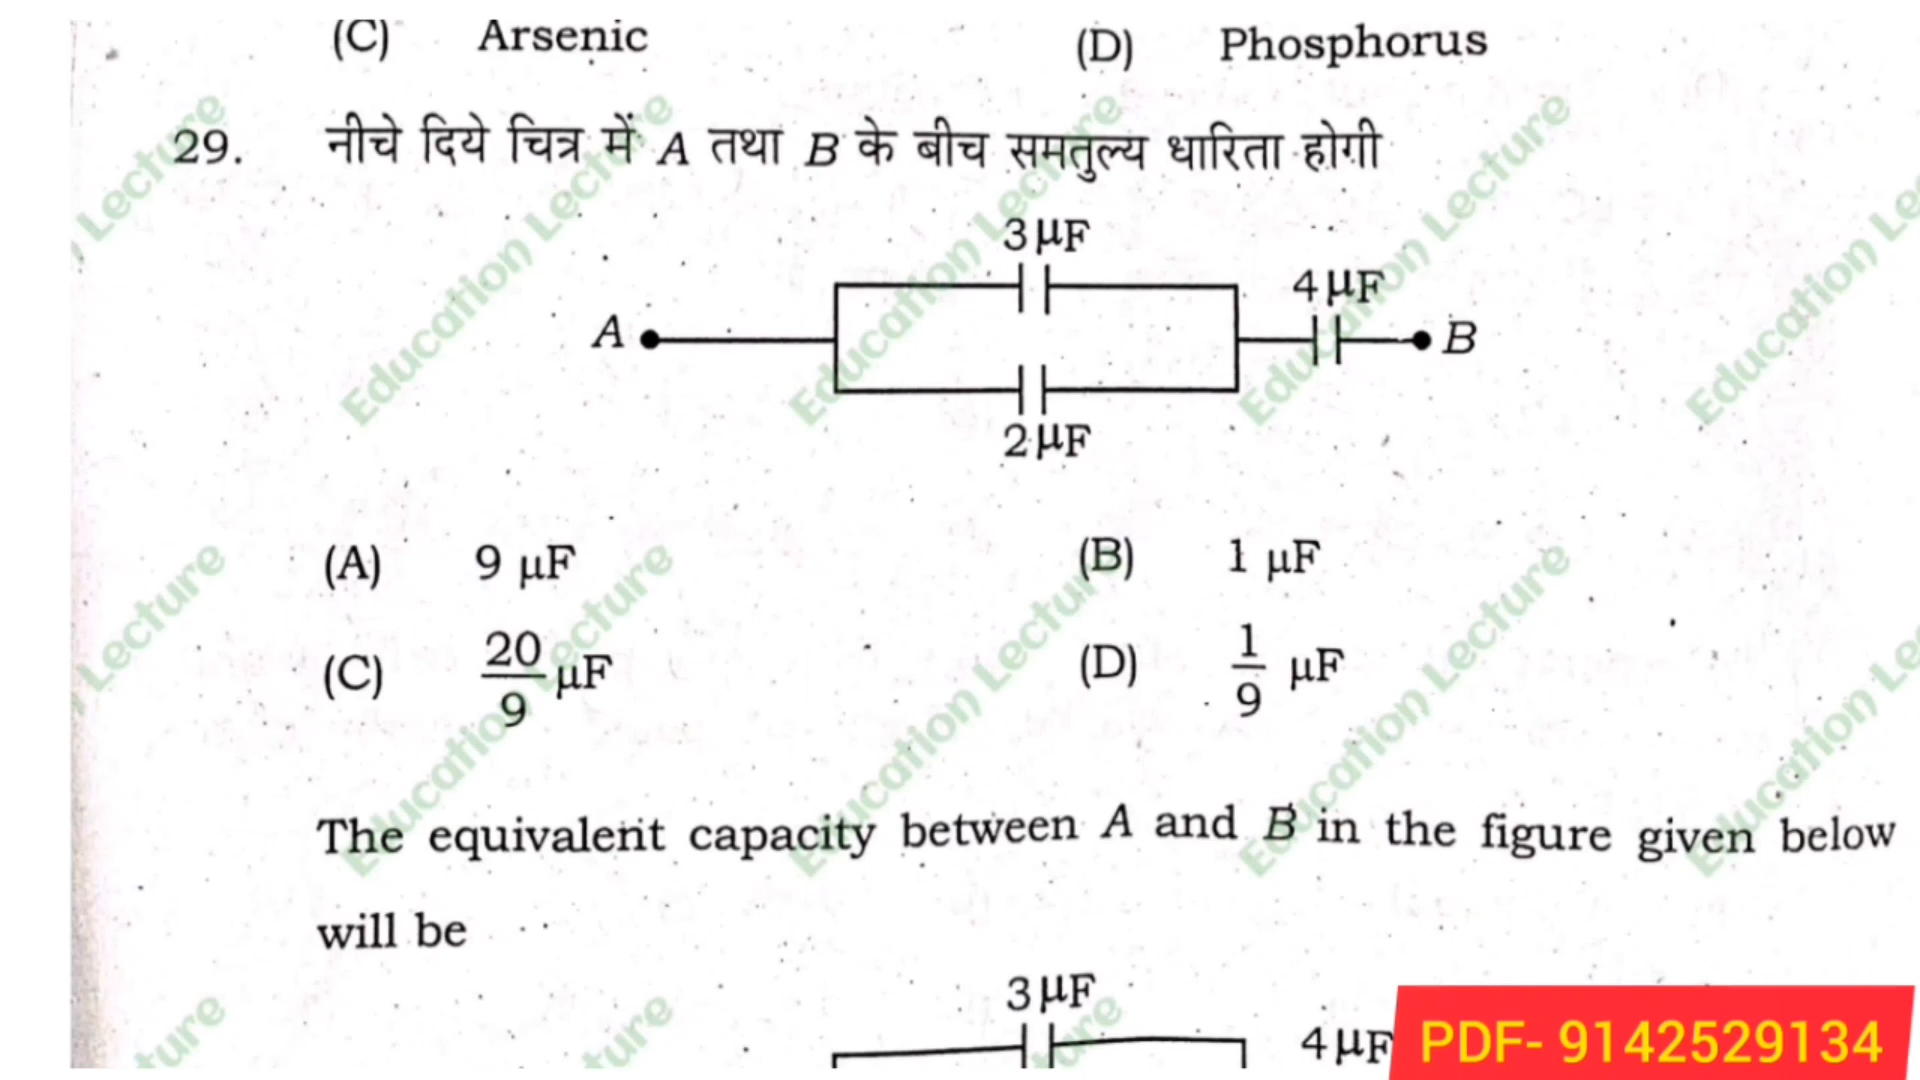 (C) Arsenic (D) Phosphorus
29. नीचे दिये चित्र में A तथा B के बीच समतुल्य धारिता होगी
3 μF
4 μF
A B
2 μF
(A) 9 μF (B) 1 μF
(C) 20/9 μF (D) 1/9 μF
The equivalent capacity between A and B in the figure given below
will be
3 μF
4 μF
PDF- 9142529134
Education Lecture